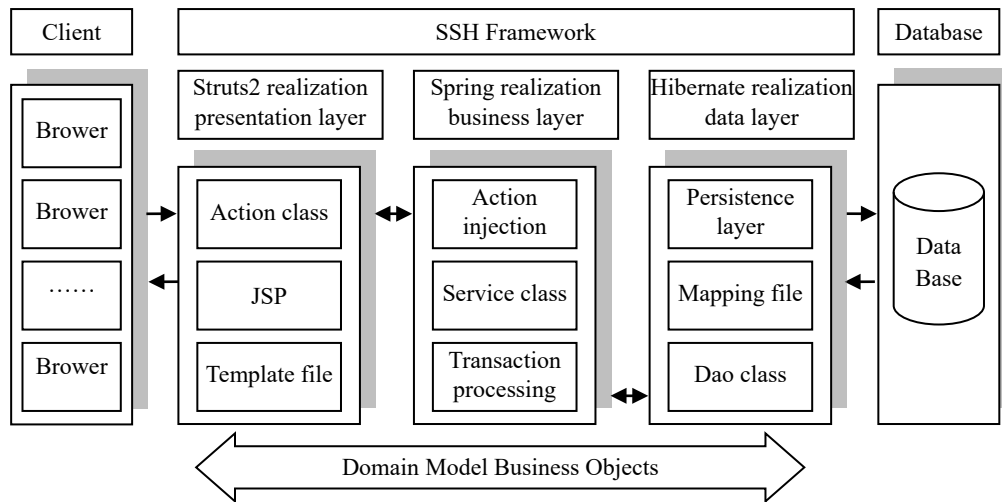 Client
SSH Framework
Database
Struts2 realization
presentation layer
Spring realization
business layer
Hibernate realization
data layer
Brower
Brower
……
Brower
Action class
JSP
Template file
Action
injection
Service class
Transaction
processing
Persistence
layer
Mapping file
Dao class
Data
Base
Domain Model Business Objects